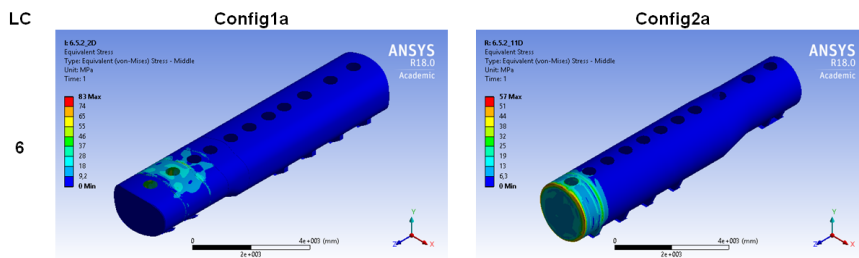 LC
Config1a
Config2a
6
I: 6.5.2_2D
Equivalent Stress
Type: Equivalent (von-Mises) Stress - Middle
Unit: MPa
Time: 1
83 Max
74
65
55
46
37
28
18
9,2
0 Min
ANSYS
R18.0
Academic
0
4e+003 (mm)
2e+003
Y
Z
X
R: 6.5.2_11D
Equivalent Stress
Type: Equivalent (von-Mises) Stress - Middle
Unit: MPa
Time: 1
57 Max
51
44
38
32
25
19
13
6,3
0 Min
ANSYS
R18.0
Academic
0
4e+003 (mm)
2e+003
Y
Z
X